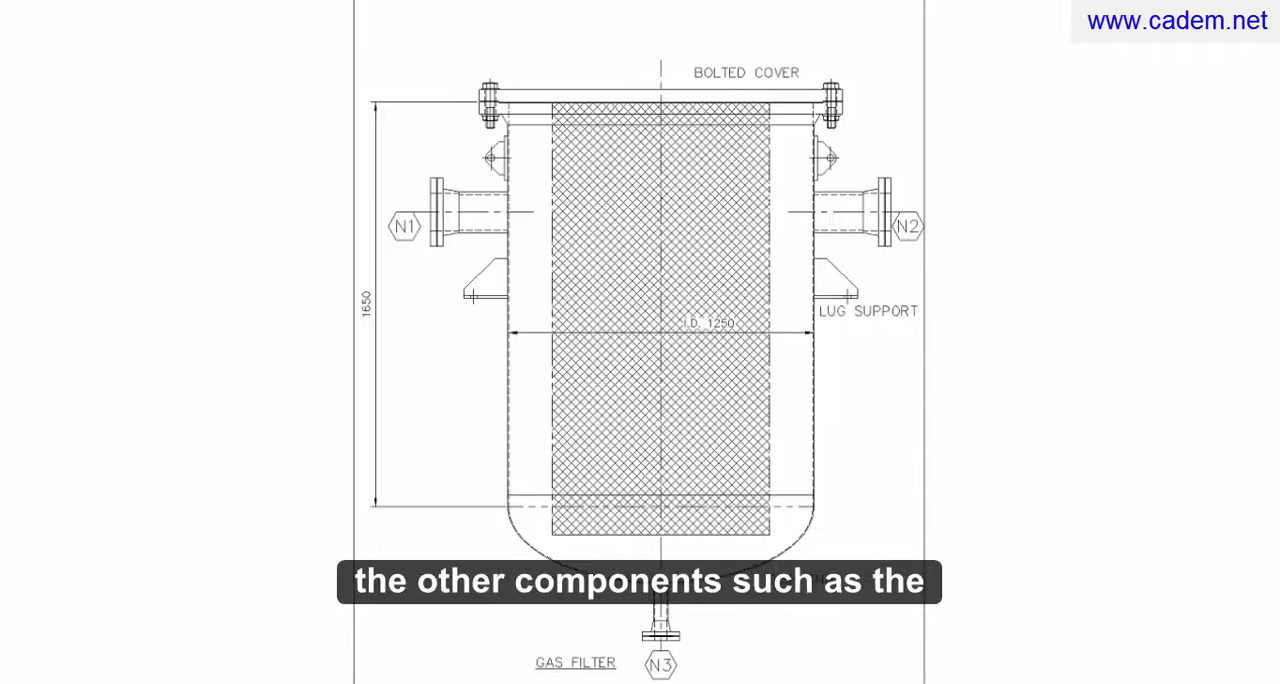 www.cadem.net
BOLTED COVER
N1
N2
1650
LUG SUPPORT
I.D. 1250
the other components such as the
GAS FILTER
N3